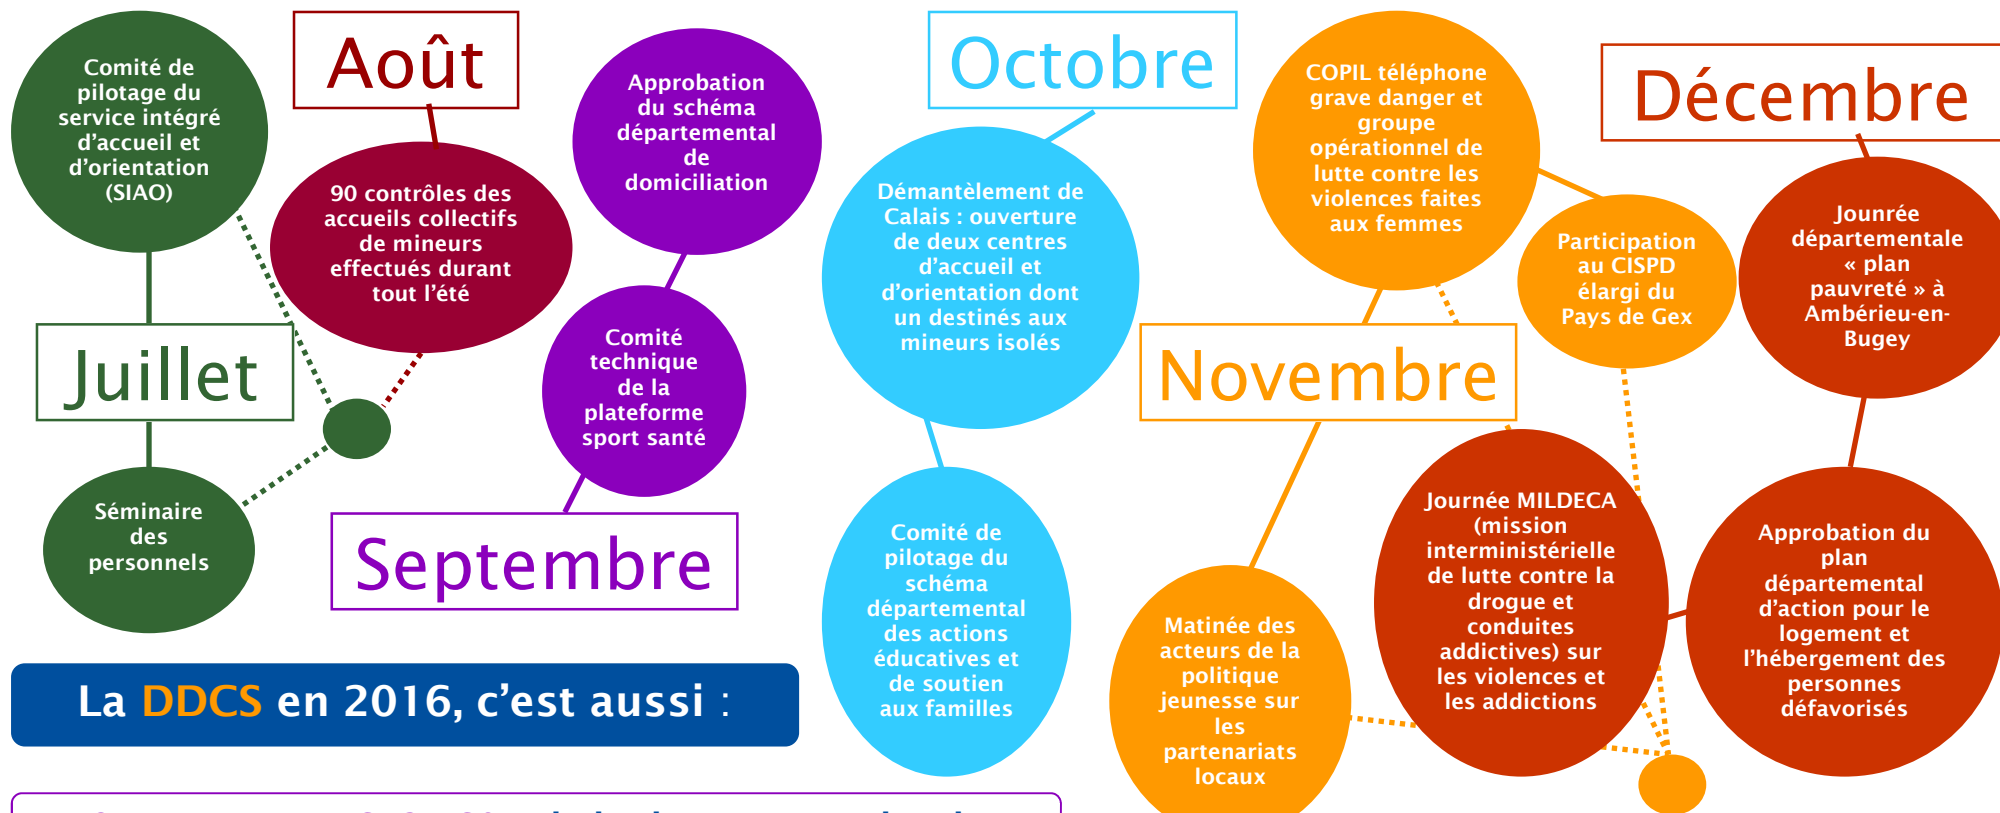 Comité de
pilotage du
service intégré
d'accueil et
d'orientation
(SIAO)
Juillet
Séminaire
des
personnels
Août
90 contrôles des
accueils collectifs
de mineurs
effectués durant
tout l'été
Approbation
du schéma
départemental
de
domiciliation
Comité
technique
de la
plateforme
sport santé
Septembre
Octobre
Démantèlement de
Calais : ouverture
de deux centres
d'accueil et
d'orientation dont
un destinés aux
mineurs isolés
Comité de
pilotage du
schéma
départemental
des actions
éducatives et
de soutien
aux familles
COPIL téléphone
grave danger et
groupe
opérationnel de
lutte contre les
violences faites
aux femmes
Participation
au CISPD
élargi du
Pays de Gex
Novembre
Matinée des
acteurs de la
politique
jeunesse sur
les
partenariats
locaux
Décembre
Jounrée
départementale
« plan
pauvreté » à
Ambérieu-en-
Bugey
Journée MILDECA
(mission
interministérielle
de lutte contre la
drogue et
conduites
addictives) sur
les violences et
les addictions
Approbation du
plan
départemental
d'action pour le
logement et
l'hébergement des
personnes
défavorisés
La DDCS en 2016, c'est aussi :